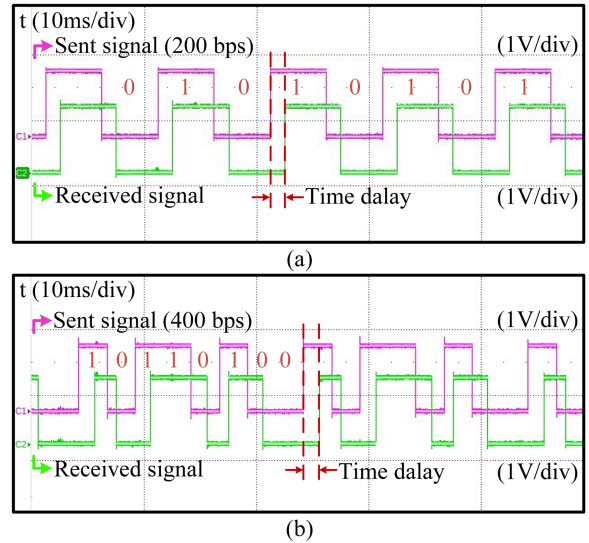 t (10ms/div)
Sent signal (200 bps) (1V/div)
0 1 0 1 0 1 0 1
C1
C2
Received signal Time dalay (1V/div)
(a)
t (10ms/div)
Sent signal (400 bps) (1V/div)
1 0 1 1 0 1 0 0
C1
C2
Received signal Time dalay (1V/div)
(b)